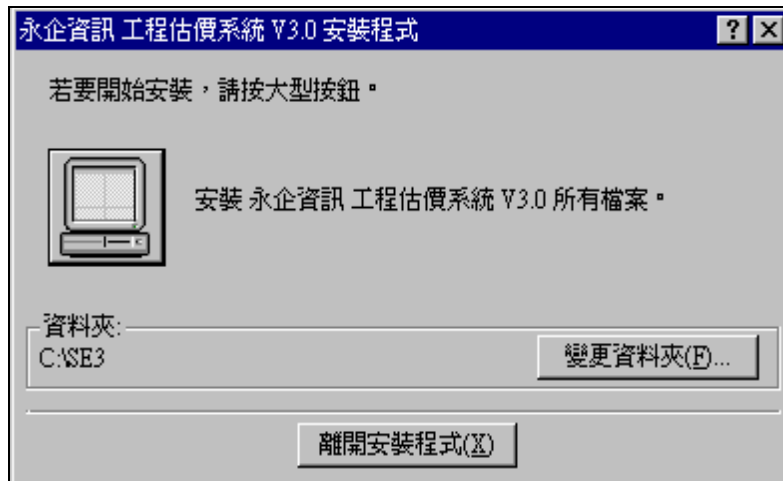 永企資訊 工程估價系統 V3.0 安裝程式
若要開始安裝，請按大型按鈕。
安裝 永企資訊 工程估價系統 V3.0 所有檔案。
資料夾:
C:\SE3
變更資料夾(F)...
離開安裝程式(X)